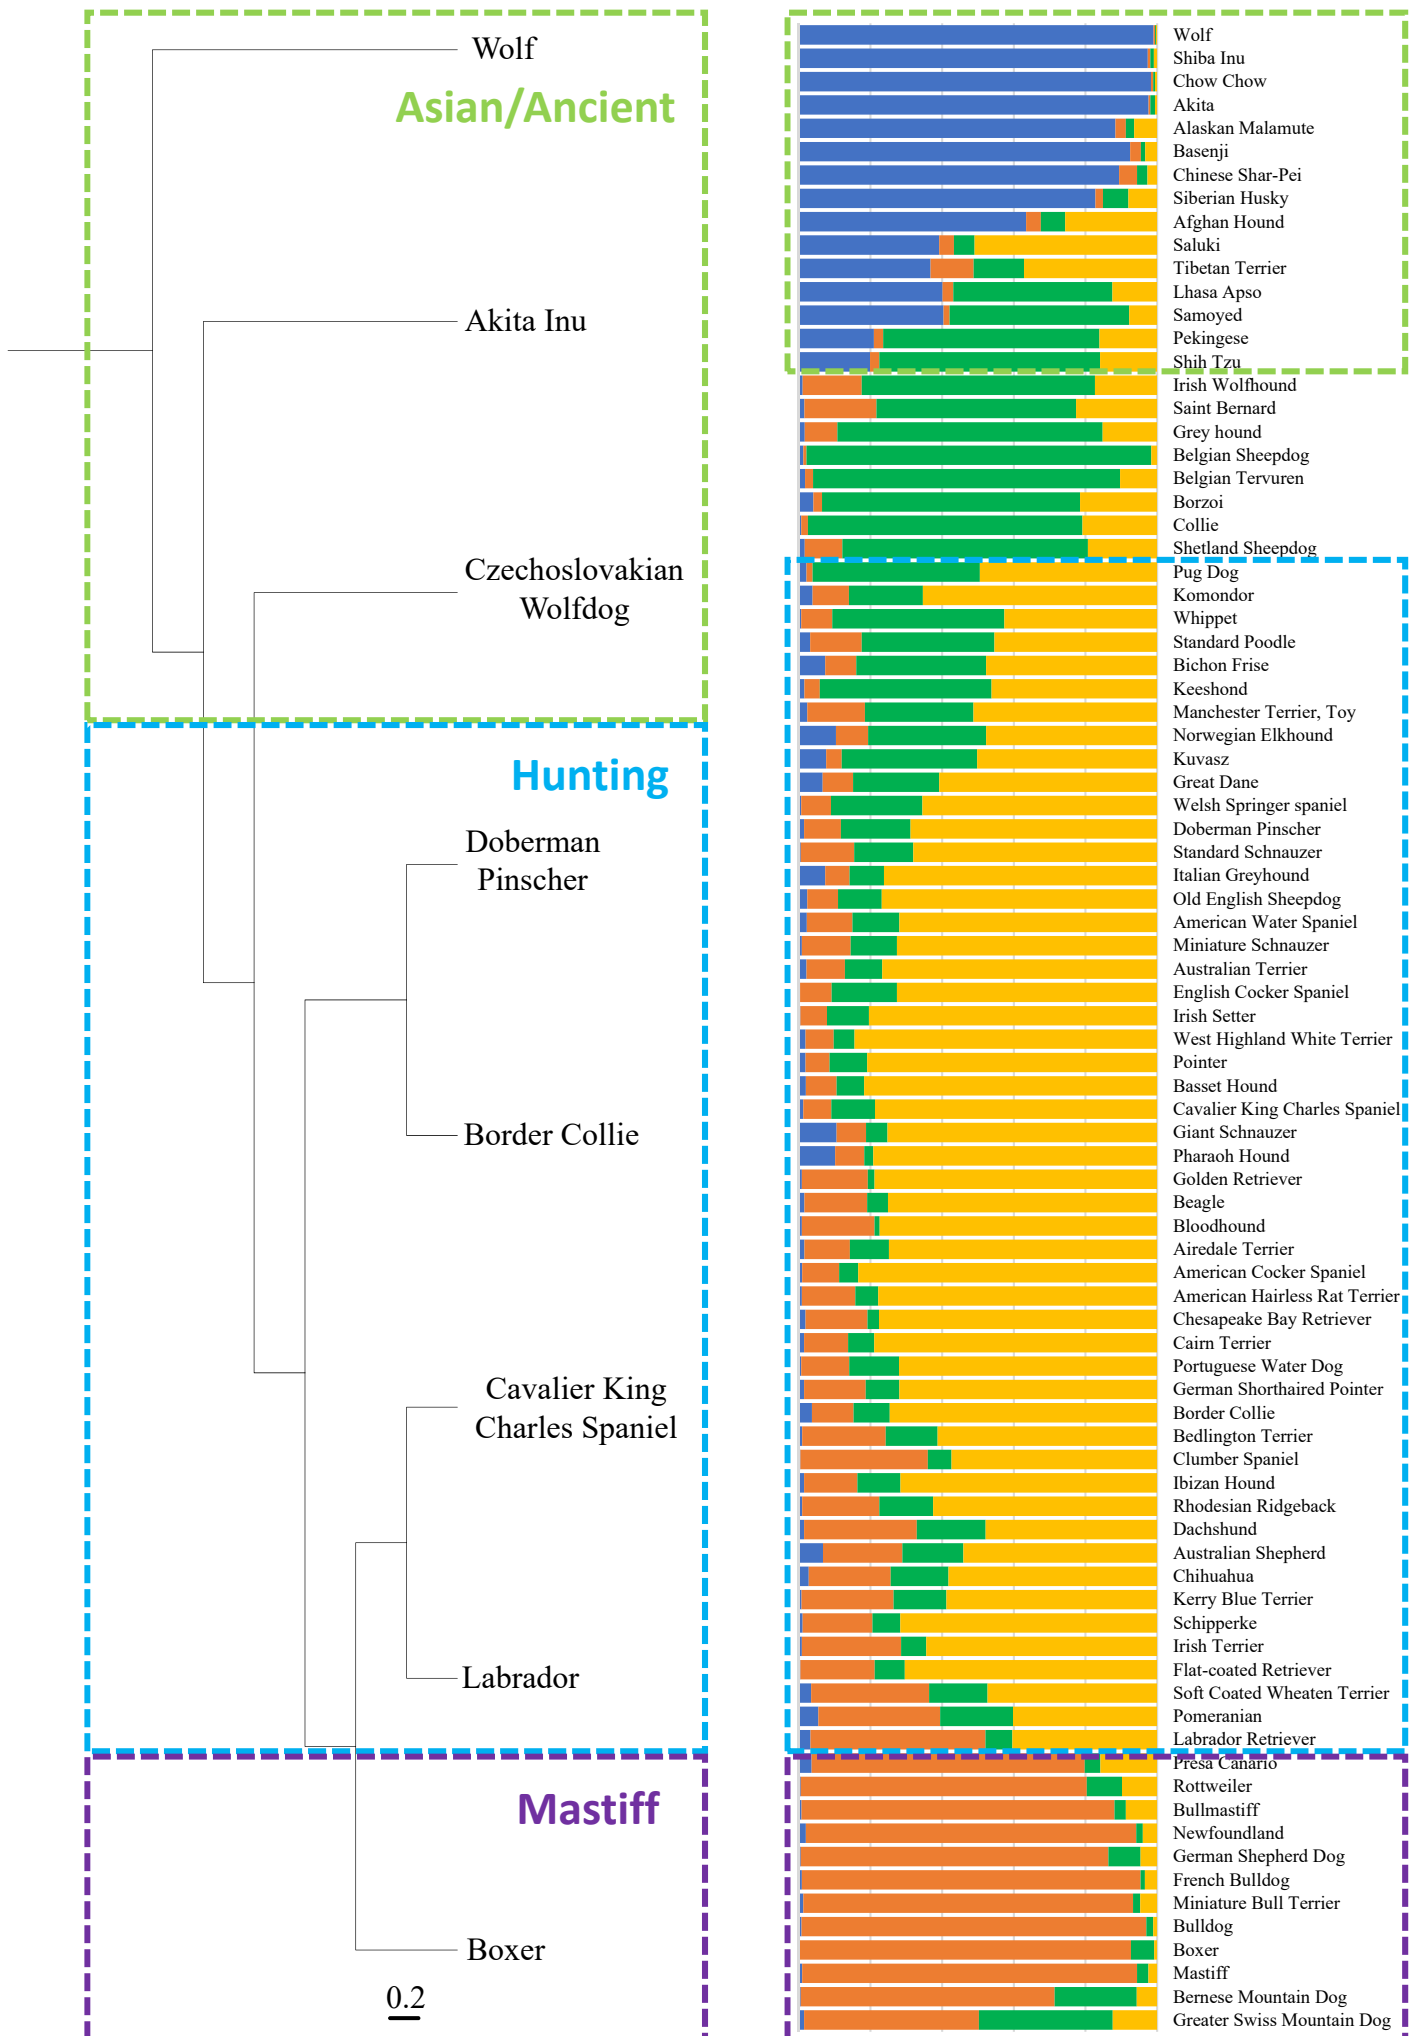 Wolf
Asian/Ancient
Akita Inu
Czechoslovakian
Wolfdog
Hunting
Doberman
Pinscher
Border Collie
Cavalier King
Charles Spaniel
Labrador
Mastiff
Boxer
0.2
Wolf
Shiba Inu
Chow Chow
Akita
Alaskan Malamute
Basenji
Chinese Shar-Pei
Siberian Husky
Afghan Hound
Saluki
Tibetan Terrier
Lhasa Apso
Samoyed
Pekingese
Shih Tzu
Irish Wolfhound
Saint Bernard
Grey hound
Belgian Sheepdog
Belgian Tervuren
Borzoi
Collie
Shetland Sheepdog
Pug Dog
Komondor
Whippet
Standard Poodle
Bichon Frise
Keeshond
Manchester Terrier, Toy
Norwegian Elkhound
Kuvasz
Great Dane
Welsh Springer spaniel
Doberman Pinscher
Standard Schnauzer
Italian Greyhound
Old English Sheepdog
American Water Spaniel
Miniature Schnauzer
Australian Terrier
English Cocker Spaniel
Irish Setter
West Highland White Terrier
Pointer
Basset Hound
Cavalier King Charles Spaniel
Giant Schnauzer
Pharaoh Hound
Golden Retriever
Beagle
Bloodhound
Airedale Terrier
American Cocker Spaniel
American Hairless Rat Terrier
Chesapeake Bay Retriever
Cairn Terrier
Portuguese Water Dog
German Shorthaired Pointer
Border Collie
Bedlington Terrier
Clumber Spaniel
Ibizan Hound
Rhodesian Ridgeback
Dachshund
Australian Shepherd
Chihuahua
Kerry Blue Terrier
Schipperke
Irish Terrier
Flat-coated Retriever
Soft Coated Wheaten Terrier
Pomeranian
Labrador Retriever
Presa Canario
Rottweiler
Bullmastiff
Newfoundland
German Shepherd Dog
French Bulldog
Miniature Bull Terrier
Bulldog
Boxer
Mastiff
Bernese Mountain Dog
Greater Swiss Mountain Dog